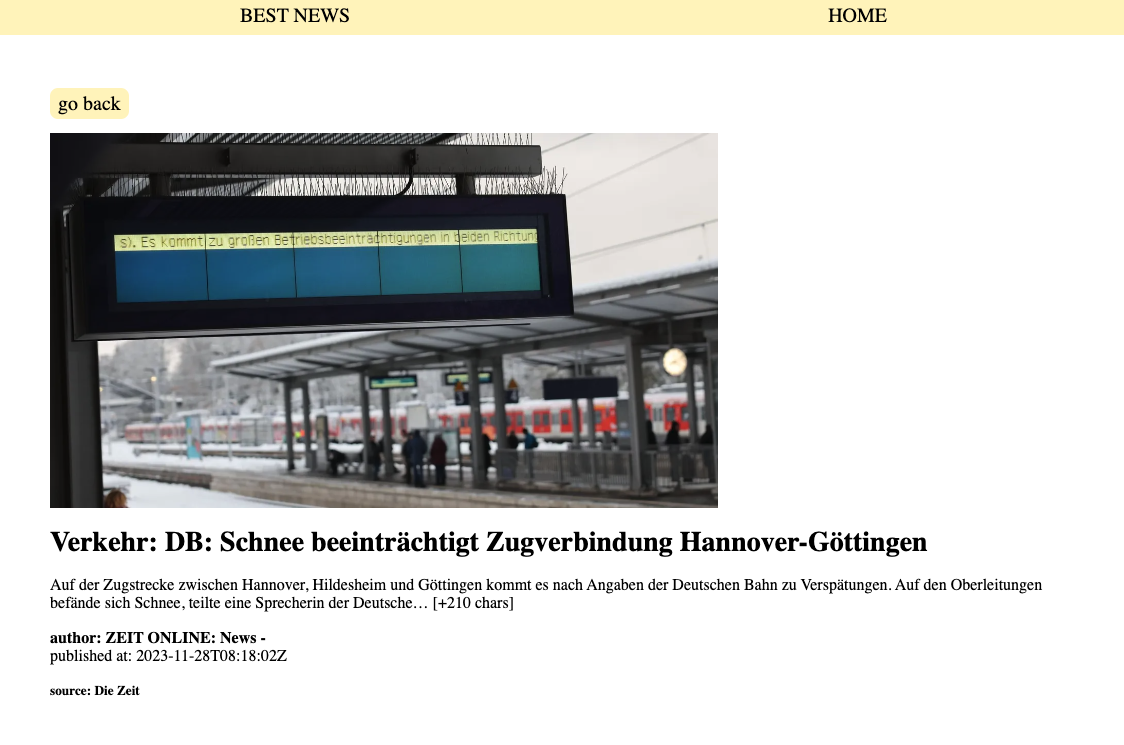 BEST NEWS
HOME
go back
s). Es kommt zu großen Betriebsbeeinträchtigungen in beiden Richtung
Verkehr: DB: Schnee beeinträchtigt Zugverbindung Hannover-Göttingen
Auf der Zugstrecke zwischen Hannover, Hildesheim und Göttingen kommt es nach Angaben der Deutschen Bahn zu Verspätungen. Auf den Oberleitungen
befände sich Schnee, teilte eine Sprecherin der Deutsche… [+210 chars]
author: ZEIT ONLINE: News -
published at: 2023-11-28T08:18:02Z
source: Die Zeit